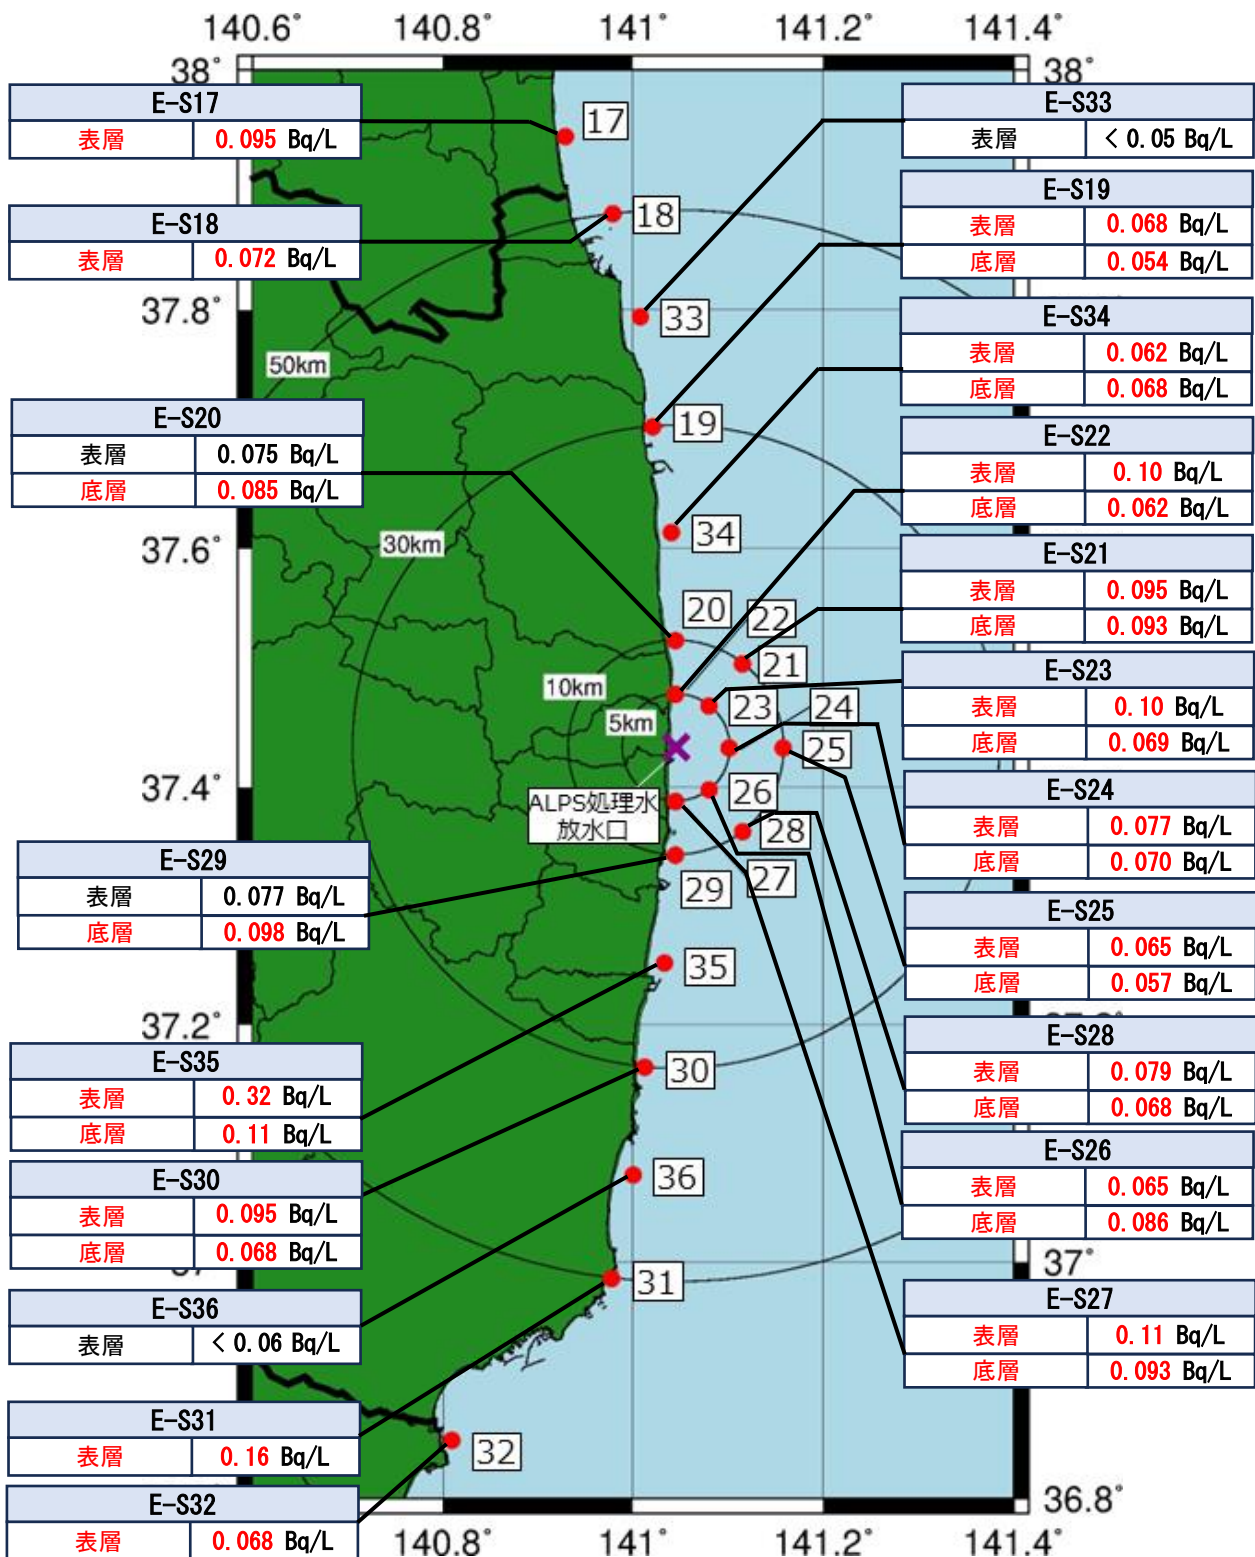 140.6° 140.8° 141° 141.2° 141.4°
38° 38°
E-S17
表層 0.095 Bq/L
E-S18
表層 0.072 Bq/L
37.8°
50km
E-S20
表層 0.075 Bq/L
底層 0.085 Bq/L
30km
37.6°
10km
5km
37.4°
ALPS処理水
放水口
E-S29
表層 0.077 Bq/L
底層 0.098 Bq/L
37.2°
E-S35
表層 0.32 Bq/L
底層 0.11 Bq/L
E-S30
表層 0.095 Bq/L
底層 0.068 Bq/L
E-S36
表層 <0.06 Bq/L
E-S31
表層 0.16 Bq/L
E-S32
表層 0.068 Bq/L
17
18
33
19
34
20
22
21
23
24
25
26
28
27
29
35
30
36
31
32
E-S33
表層 <0.05 Bq/L
E-S19
表層 0.068 Bq/L
底層 0.054 Bq/L
E-S34
表層 0.062 Bq/L
底層 0.068 Bq/L
E-S22
表層 0.10 Bq/L
底層 0.062 Bq/L
E-S21
表層 0.095 Bq/L
底層 0.093 Bq/L
E-S23
表層 0.10 Bq/L
底層 0.069 Bq/L
E-S24
表層 0.077 Bq/L
底層 0.070 Bq/L
E-S25
表層 0.065 Bq/L
底層 0.057 Bq/L
E-S28
表層 0.079 Bq/L
底層 0.068 Bq/L
E-S26
表層 0.065 Bq/L
底層 0.086 Bq/L
37°
E-S27
表層 0.11 Bq/L
底層 0.093 Bq/L
36.8°
140.8° 141° 141.2° 141.4°